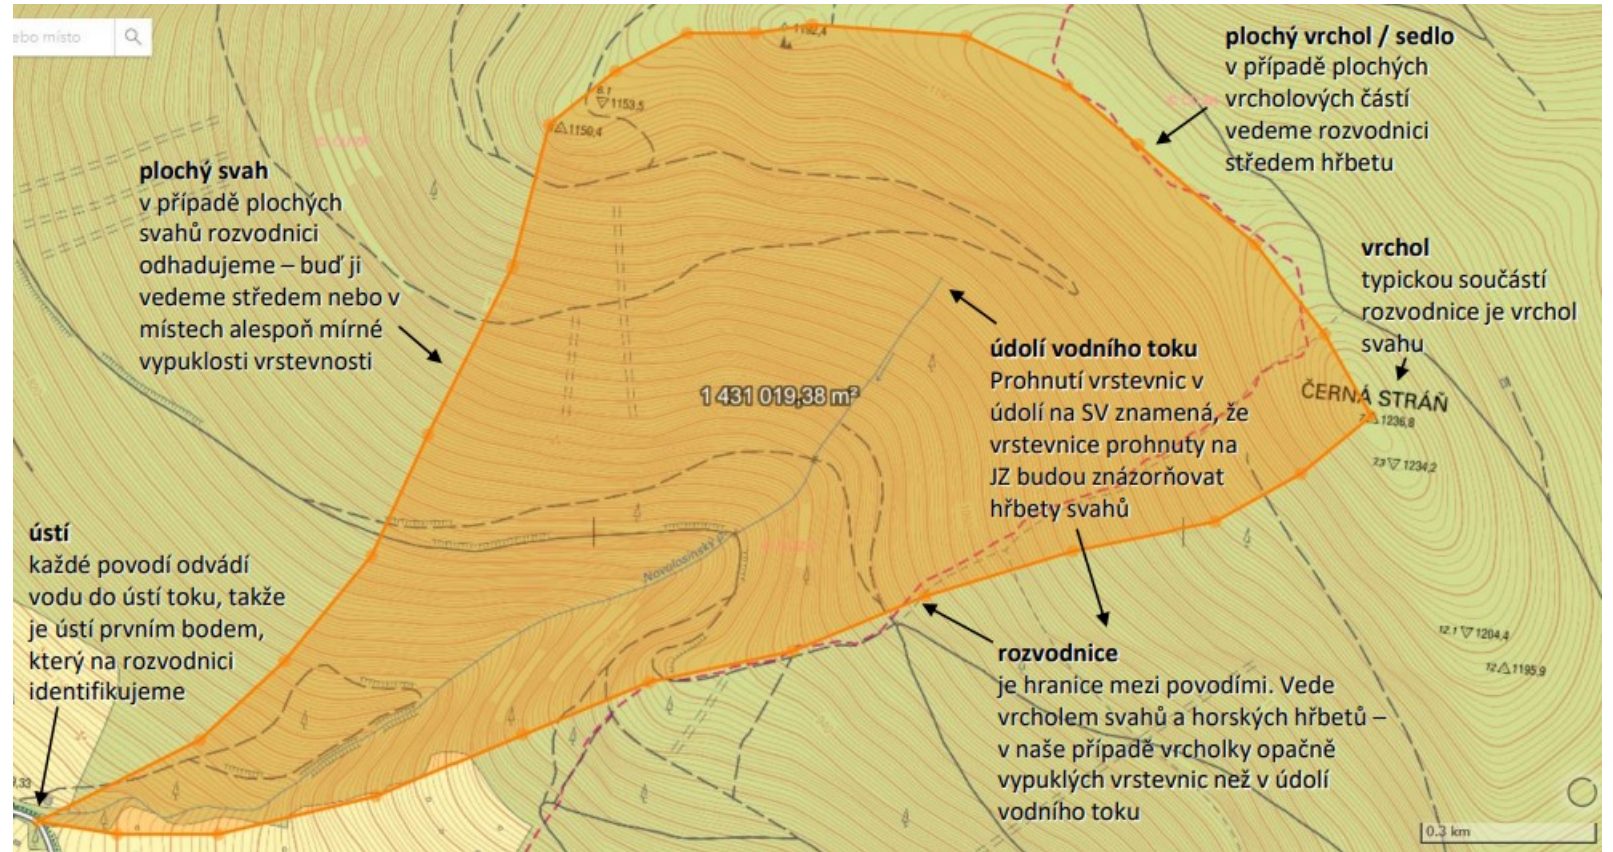 ebo místo
1192,4
6.1
1153,5
1150,4
plochý vrchol / sedlo
v případě plochých
vrcholových částí
vedeme rozvodnici
středem hřbetu
plochý svah
v případě plochých
svahů rozvodnici
odhadujeme – buď ji
vedeme středem nebo v
místech alespoň mírné
vypuklosti vrstevnosti
vrchol
typickou součástí
rozvodnice je vrchol
svahu
údolí vodního toku
Prohnutí vrstevnic v
údolí na SV znamená, že
vrstevnice prohnuty na
JZ budou znázorňovat
hřbety svahů
1 431 019,38 m²
ČERNÁ STRÁŇ
1236,8
7.3 1234,2
Novolosinský p.
ústí
každé povodí odvádí
vodu do ústí toku, takže
je ústí prvním bodem,
který na rozvodnici
identifikujeme
12.1 1204,4
12 1195,9
rozvodnice
je hranice mezi povodími. Vede
vrcholem svahů a horských hřbetů –
v naše případě vrcholky opačně
vypuklých vrstevnic než v údolí
vodního toku
0.3 km